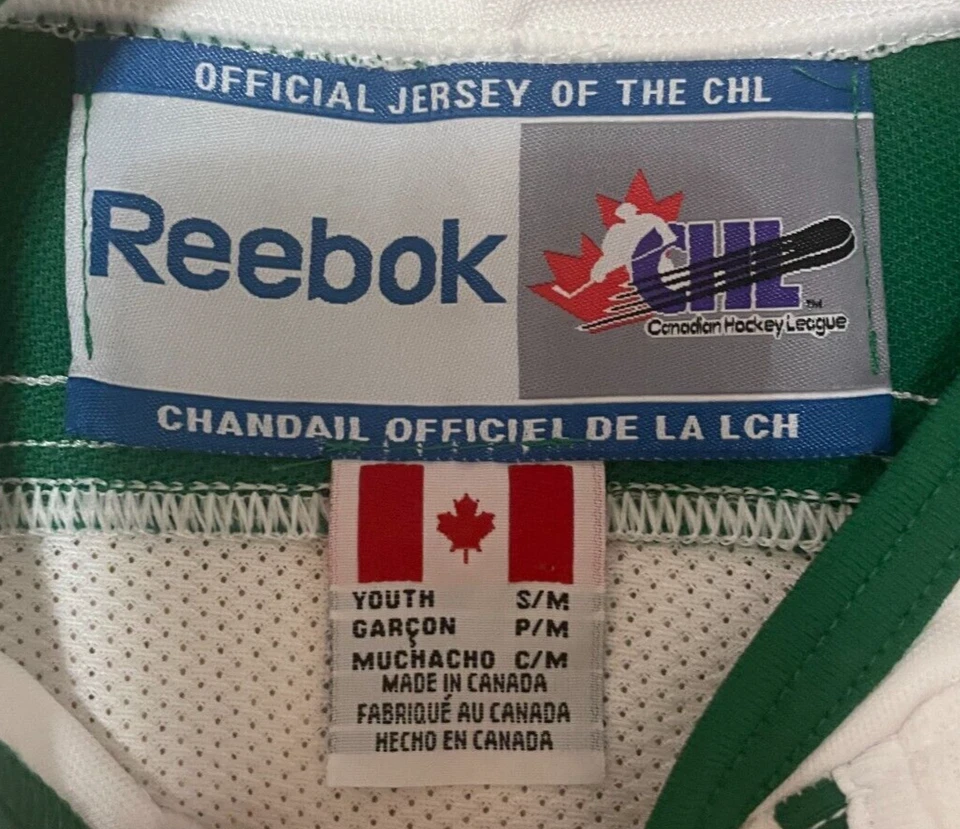 OFFICIAL JERSEY OF THE CHL
Reebok
CHL
TM
Canadian Hockey League
CHANDAIL OFFICIEL DE LA LCH
YOUTH S/M
GARÇON P/M
MUCHACHO C/M
MADE IN CANADA
FABRIQUÉ AU CANADA
HECHO EN CANADA